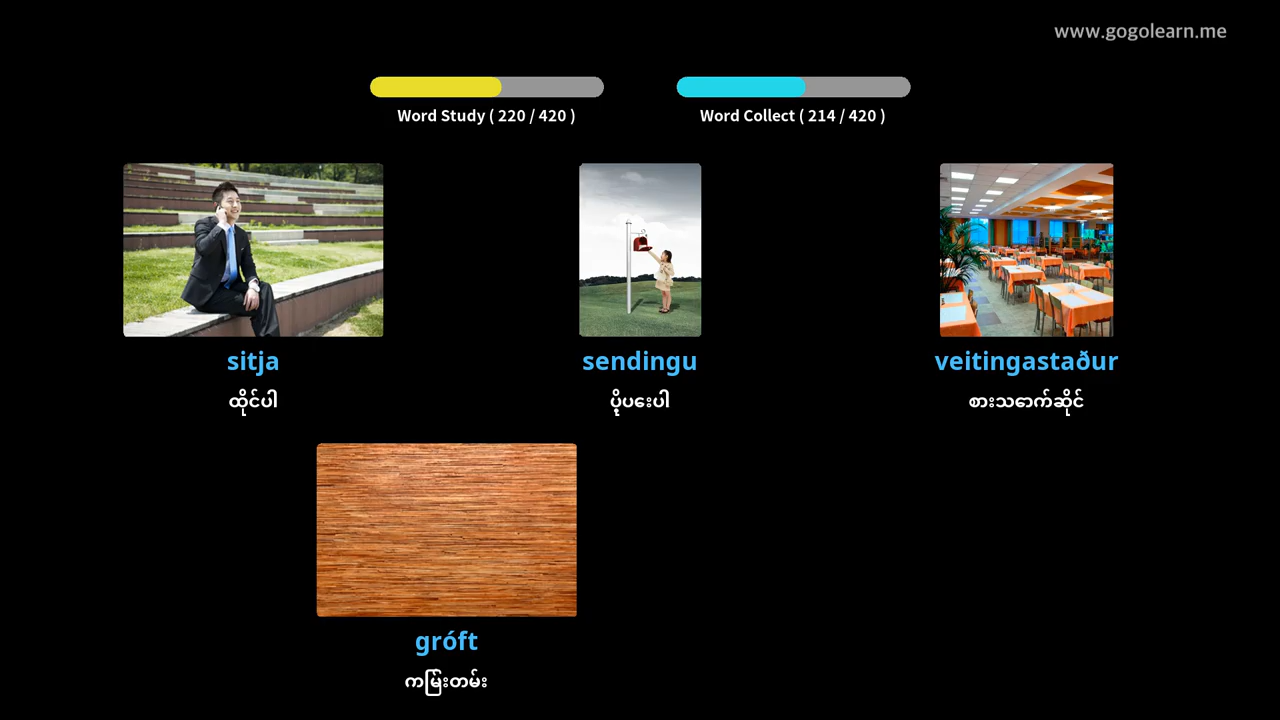 www.gogolearn.me
Word Study ( 220 / 420 )
Word Collect ( 214 / 420 )
sitja
sendingu
veitingastaður
ထိုင်ပါ
ပို့ပေးပါ
စားသောက်ဆိုင်
gróft
ကြမ်းတမ်း